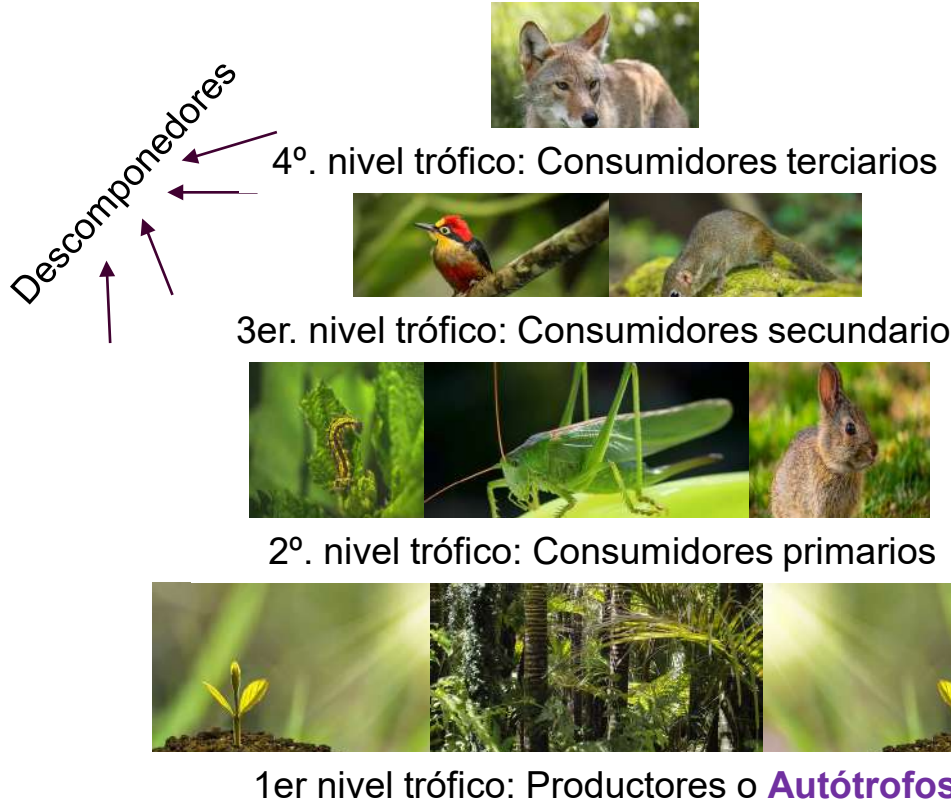 Descomponedores
4º. nivel trófico: Consumidores terciarios
3er. nivel trófico: Consumidores secundario
2º. nivel trófico: Consumidores primarios
1er nivel trófico: Productores o Autótrofos